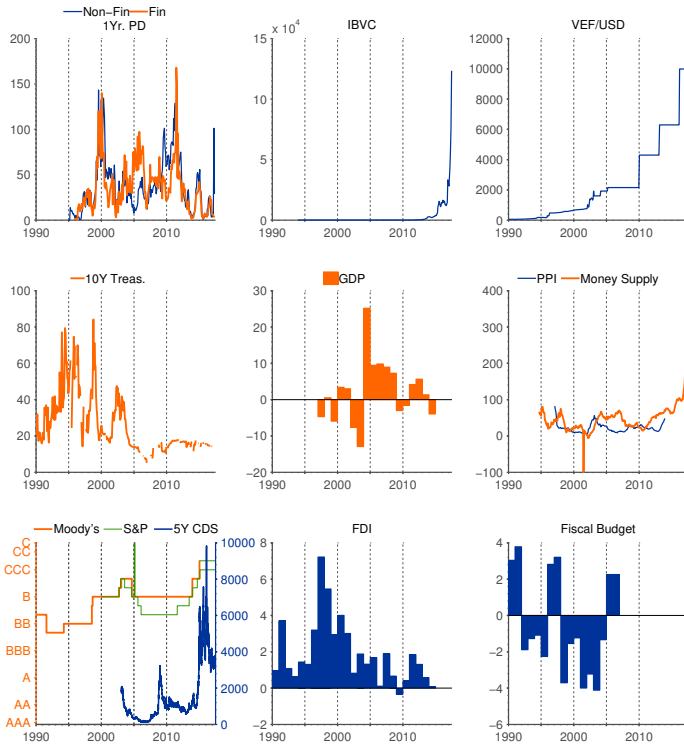 Non-Fin Fin
1Yr. PD
200
150
100
50
0
1990 2000 2010
x 10^4
IBVC
15
10
5
0
1990 2000 2010
VEF/USD
12000
10000
8000
6000
4000
2000
0
1990 2000 2010
10Y Treas.
100
80
60
40
20
0
1990 2000 2010
GDP
30
20
10
0
−10
−20
1990 2000 2010
PPI Money Supply
400
300
200
100
0
−100
1990 2000 2010
Moody's S&P 5Y CDS
C
CC
CCC
B
BB
BBB
A
AA
AAA
10000
8000
6000
4000
2000
0
1990 2000 2010
FDI
8
6
4
2
0
−2
1990 2000 2010
Fiscal Budget
4
2
0
−2
−4
−6
1990 2000 2010